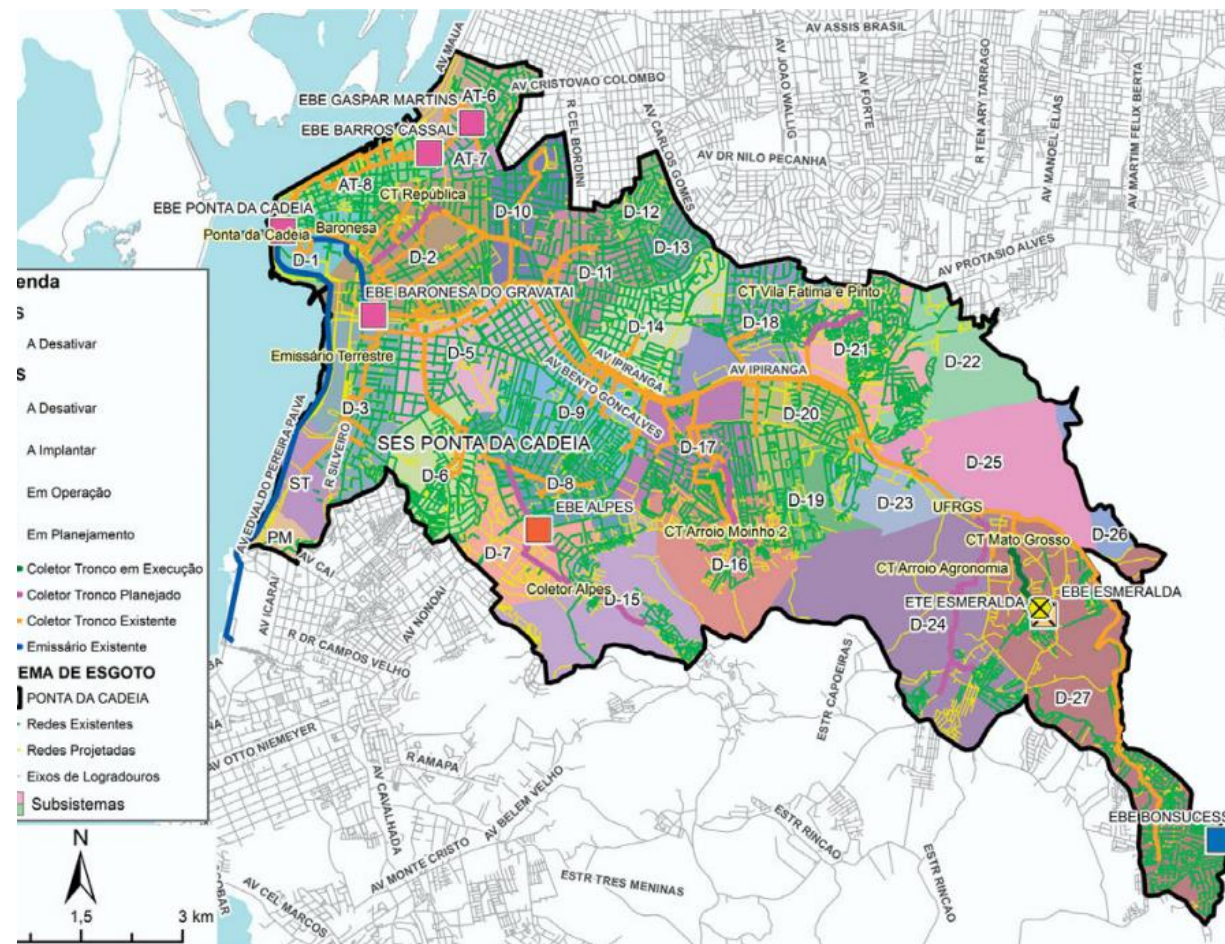 AV MAUA
AV ASSIS BRASIL
AV CRISTOVAO COLOMBO
AV JOAO WALLIG
AV FORTE
R TEN ARY TARRAGO
AV MANOEL ELIAS
AV MARTIM FELIX BERTA
EBE GASPAR MARTINS
AT-6
EBE BARROS CASSAL
AT-7
R CEL BORDINI
AV CARLOS GOMES
AV DR NILO PEÇANHA
AT-8
CT República
EBE PONTA DA CADEIA
Ponta da Cadeia
Baronesa
D-10
D-12
D-13
AV PROTASIO ALVES
D-1
D-2
D-11
EBE BARONESA DO GRAVATAI
CT Vila Fatima e Pinto
D-14
D-18
D-21
D-22
Emissário Terrestre
D-5
AV IPIRANGA
AV IPIRANGA
AV BENTO GONCALVES
D-3
D-9
D-20
D-17
SES PONTA DA CADEIA
AV EDVALDO PEREIRA PAIVA
R SILVEIRO
D-6
D-8
D-25
ST
D-19
D-23
UFRGS
D-26
EBE ALPES
CT Arroio Moinho 2
CT Mato Grosso
PM
D-7
D-16
CT Arroio Agronomia
AV CAI
Coletor Alpes
D-15
EBE ESMERALDA
ETE ESMERALDA
D-24
AV ICARAI
AV NONOAI
R DR CAMPOS VELHO
ESTR CAPOEIRAS
D-27
AV OTTO NIEMEYER
R AMAPA
AV CAVALHADA
AV BELEM VELHO
EBE BONSUCESS
AV MONTE CRISTO
ESTR RINCAO
ESTR RINCAO
ESTR TRES MENINAS
AV CEL MARCOS
OBAR
enda
S
A Desativar
S
A Desativar
A Implantar
Em Operação
Em Planejamento
Coletor Tronco em Execução
Coletor Tronco Planejado
Coletor Tronco Existente
Emissário Existente
EMA DE ESGOTO
PONTA DA CADEIA
Redes Existentes
Redes Projetadas
Eixos de Logradouros
Subsistemas
N
1,5 3 km